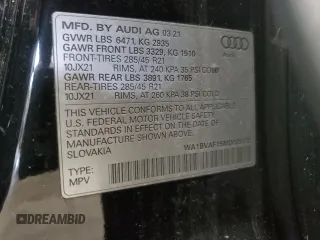 MFD. BY AUDI AG 03·21
GVWR LBS 6471, KG 2935
GAWR FRONT LBS 3329, KG 1510
FRONT-TIRES 285/45 R21
10JX21 RIMS, AT 240 KPA 35 PSI COLD
GAWR REAR LBS 3891, KG 1765
REAR-TIRES 285/45 R21
10JX21 RIMS, AT 260 KPA 38 PSI COLD
THIS VEHICLE CONFORMS TO ALL APPLICABLE
U.S. FEDERAL MOTOR VEHICLE SAFETY
STANDARDS IN EFFECT ON THE DATE OF
MANUFACTURE SHOWN ABOVE.
SLOVAKIA
TYPE:
MPV
Audi
DREAMBID